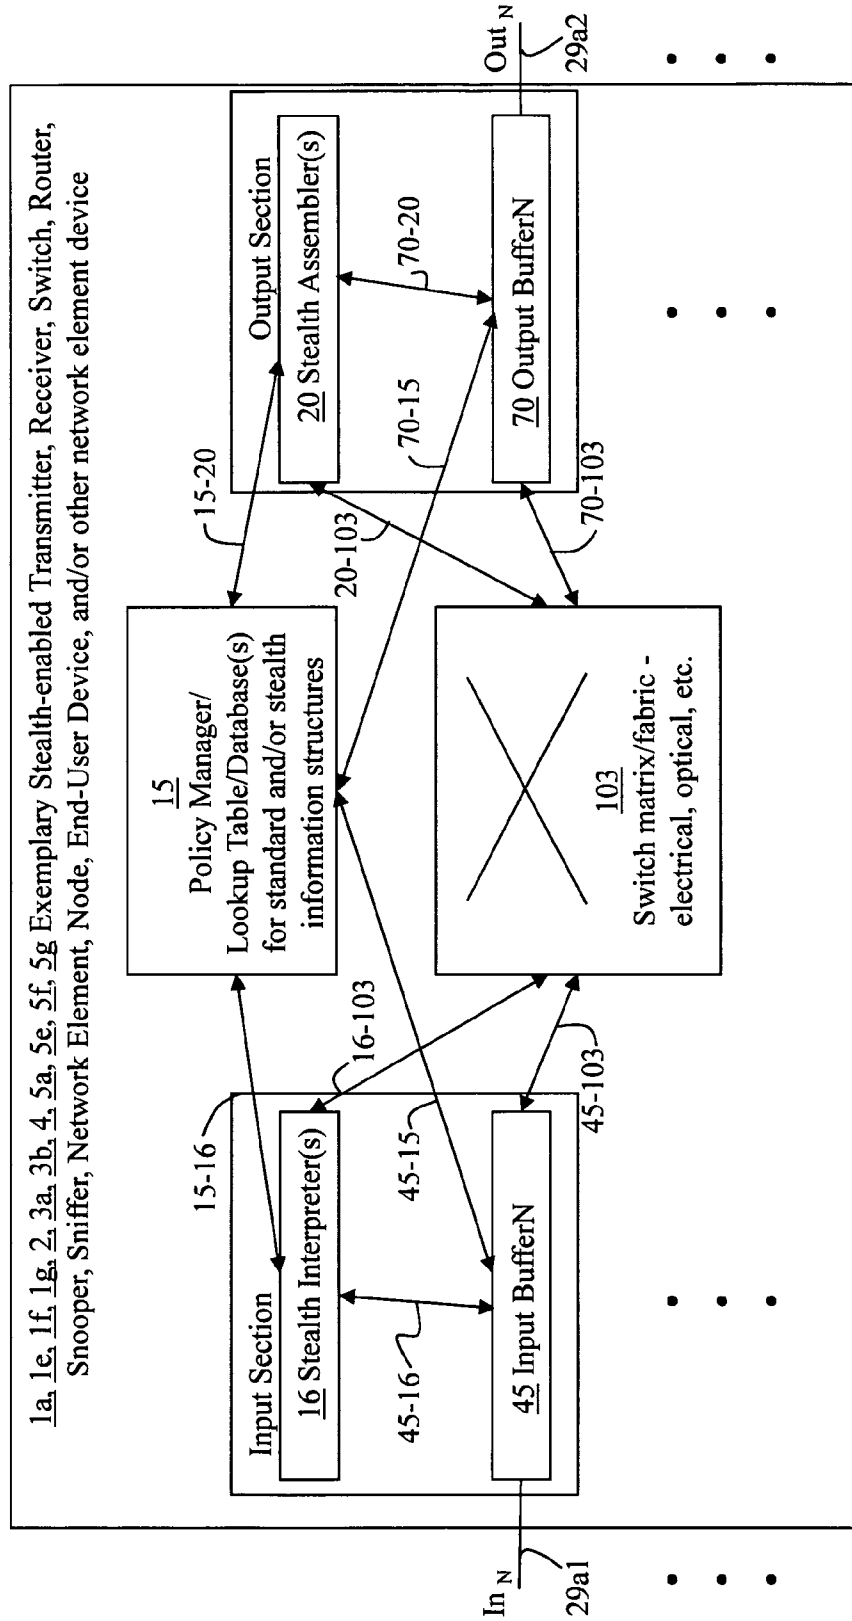 1a, 1e, 1f, 1g, 2, 3a, 3b, 4, 5a, 5e, 5f, 5g Exemplary Stealth-enabled Transmitter, Receiver, Switch, Router,
Snooper, Sniffer, Network Element, Node, End-User Device, and/or other network element device
15-16
Input Section
16 Stealth Interpreter(s)
45-16
45 Input BufferN
In N
29a1
16-103
45-15
45-103
15
Policy Manager/
Lookup Table/Database(s)
for standard and/or stealth
information structures
103
Switch matrix/fabric -
electrical, optical, etc.
15-20
20-103
70-15
70-103
Output Section
20 Stealth Assembler(s)
70-20
70 Output BufferN
Out N
29a2